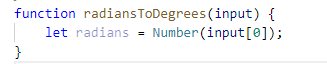 function radiansToDegrees(input) {
    let radians = Number(input[0]);
}